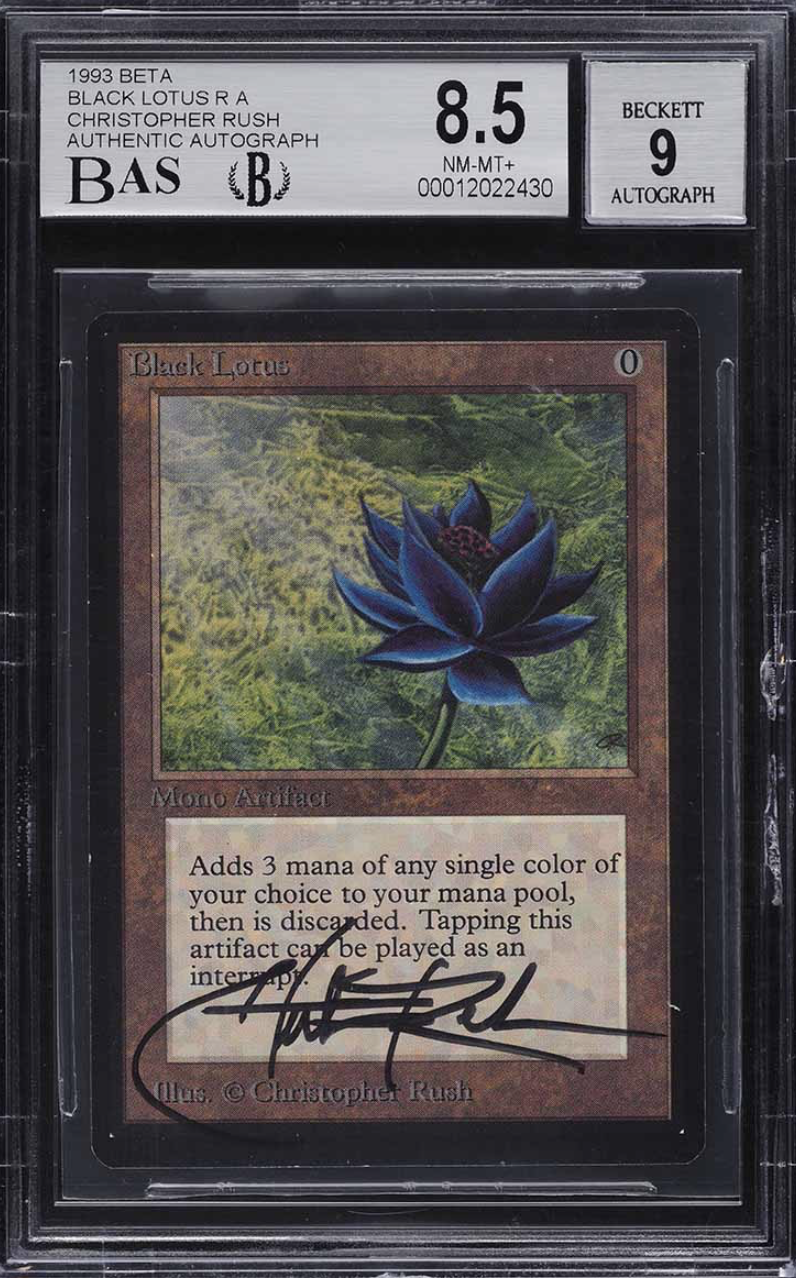 1993 BETA
BLACK LOTUS R A
CHRISTOPHER RUSH
AUTHENTIC AUTOGRAPH
BAS B
8.5
NM-MT+
00012022430
BECKETT
9
AUTOGRAPH
Black Lotus 0
Mono Artifact
Adds 3 mana of any single color of
your choice to your mana pool,
then is discarded. Tapping this
artifact can be played as an
interrupt.
Illus. © Christopher Rush